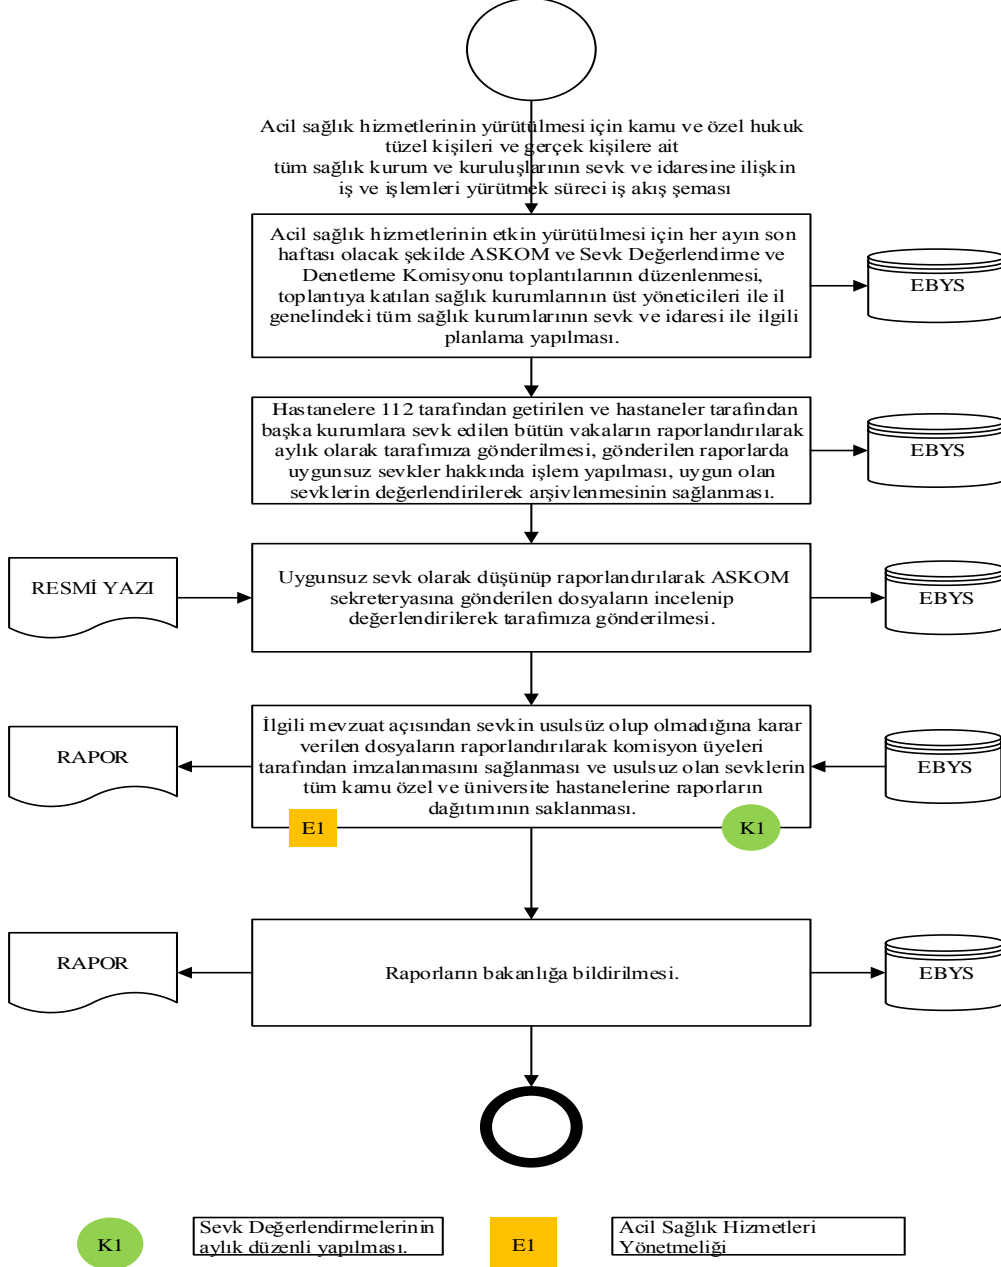 Acil sağlık hizmetlerinin yürütülmesi için kamu ve özel hukuk
tüzel kişileri ve gerçek kişilere ait
tüm sağlık kurum ve kuruluşlarının sevk ve idaresine ilişkin
iş ve işlemleri yürütmek süreci iş akış şeması
Acil sağlık hizmetlerinin etkin yürütülmesi için her ayın son
haftası olacak şekilde ASKOM ve Sevk Değerlendirme ve
Denetleme Komisyonu toplantılarının düzenlenmesi,
toplantıya katılan sağlık kurumlarının üst yöneticileri ile il
genelindeki tüm sağlık kurumlarının sevk ve idaresi ile ilgili
planlama yapılması.
EBYS
Hastanelere 112 tarafından getirilen ve hastaneler tarafından
başka kurumlara sevk edilen bütün vakaların raporlandırılarak
aylık olarak tarafımıza gönderilmesi, gönderilen raporlarda
uygunsuz sevkler hakkında işlem yapılması, uygun olan
sevklerin değerlendirilerek arşivlenmesinin sağlanması.
EBYS
RESMİ YAZI
Uygunsuz sevk olarak düşünüp raporlandırılarak ASKOM
sekreteryasına gönderilen dosyaların incelenip
değerlendirilerek tarafımıza gönderilmesi.
EBYS
RAPOR
İlgili mevzuat açısından sevkin usulsüz olup olmadığına karar
verilen dosyaların raporlandırılarak komisyon üyeleri
tarafından imzalanmasını sağlanması ve usulsuz olan sevklerin
tüm kamu özel ve üniversite hastanelerine raporların
dağıtımının saklanması.
EBYS
E1
K1
RAPOR
Raporların bakanlığa bildirilmesi.
EBYS
K1
Sevk Değerlendirmelerinin
aylık düzenli yapılması.
E1
Acil Sağlık Hizmetleri
Yönetmeliği